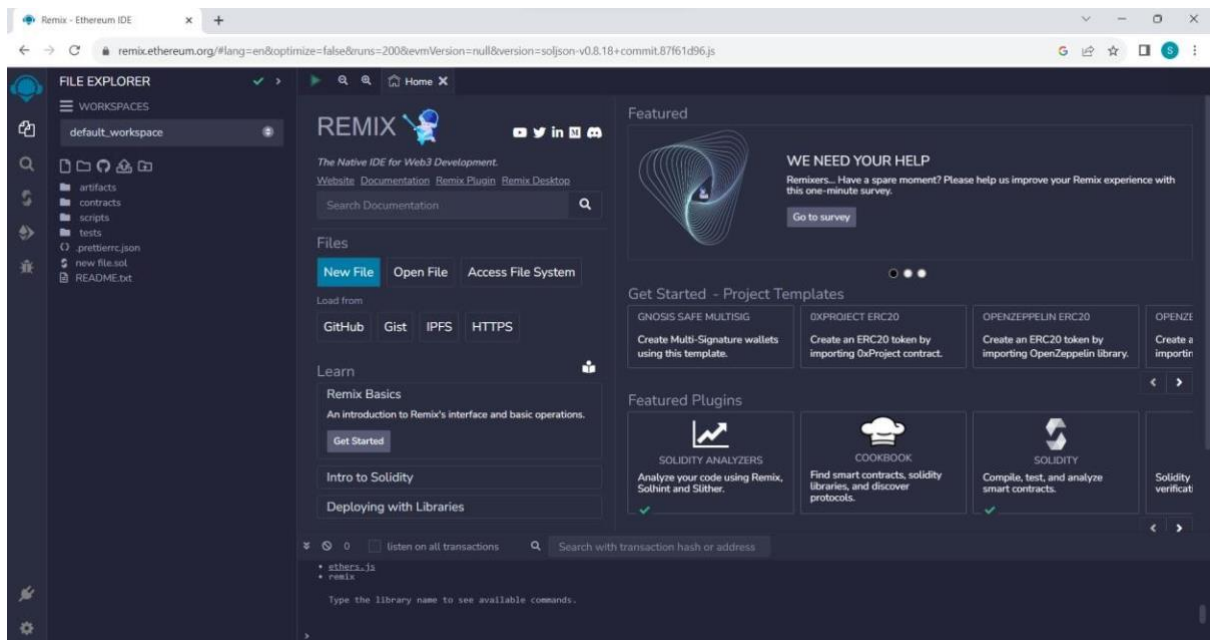 Remix - Ethereum IDE
remix.ethereum.org/#lang=en&optimize=false&runs=200&evmVersion=null&version=soljson-v0.8.18+commit.87f61d96.js
G
S
FILE EXPLORER
WORKSPACES
default_workspace
artifacts
contracts
scripts
tests
.prettierrc.json
new file.sol
README.txt
Home
REMIX
The Native IDE for Web3 Development.
Website Documentation Remix Plugin Remix Desktop
Search Documentation
Files
New File Open File Access File System
Load from
GitHub Gist IPFS HTTPS
Learn
Remix Basics
An introduction to Remix's interface and basic operations.
Get Started
Intro to Solidity
Deploying with Libraries
Featured
WE NEED YOUR HELP
Remixers... Have a spare moment? Please help us improve your Remix experience with
this one-minute survey.
Go to survey
Get Started - Project Templates
GNOSIS SAFE MULTISIG
Create Multi-Signature wallets
using this template.
0XPROJECT ERC20
Create an ERC20 token by
importing 0xProject contract.
OPENZEPPELIN ERC20
Create an ERC20 token by
importing OpenZeppelin library.
OPENZE
Create a
importin
Featured Plugins
SOLIDITY ANALYZERS
Analyze your code using Remix,
Solhint and Slither.
COOKBOOK
Find smart contracts, solidity
libraries, and discover
protocols.
SOLIDITY
Compile, test, and analyze
smart contracts.
Solidity
verificati
0 listen on all transactions Search with transaction hash or address
• ethers.js
• remix
Type the library name to see available commands.
>